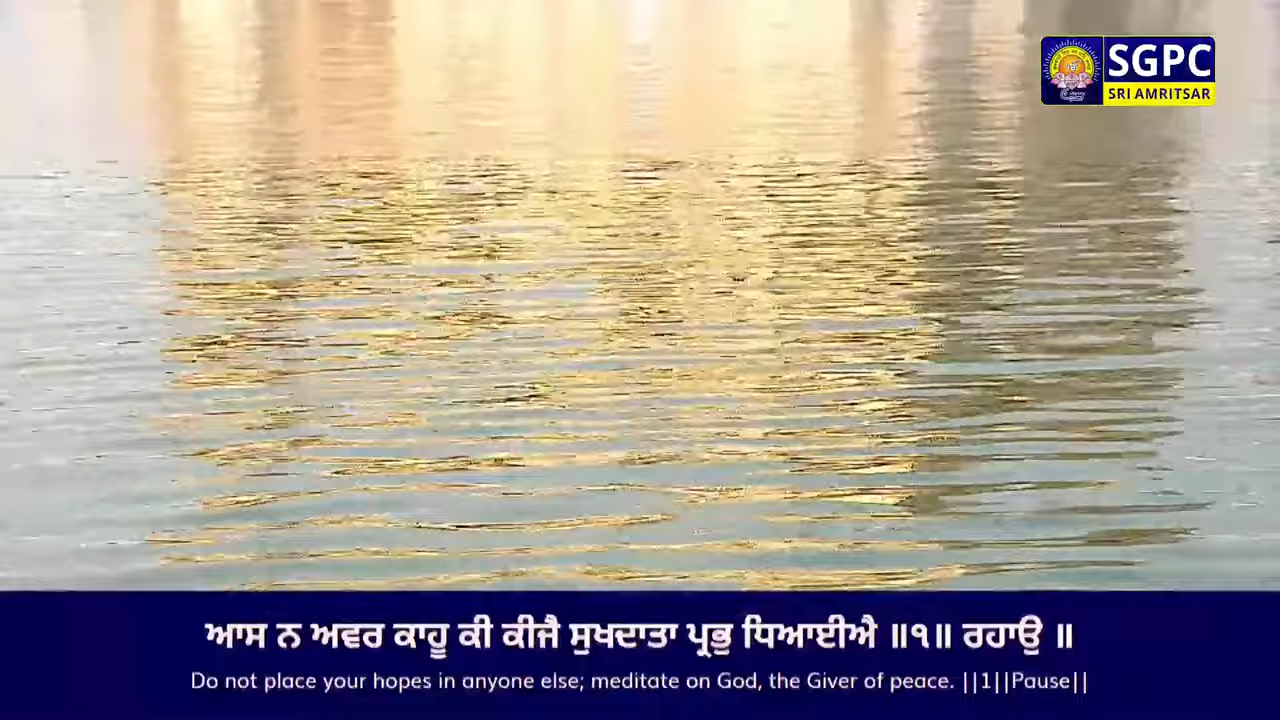 SGPC
SRI AMRITSAR
ਆਸ ਨ ਅਵਰ ਕਾਹੂ ਕੀ ਕੀਜੈ ਸੁਖਦਾਤਾ ਪ੍ਰਭੁ ਧਿਆਈਐ ॥੧॥ ਰਹਾਉ ॥
Do not place your hopes in anyone else; meditate on God, the Giver of peace. ||1||Pause||